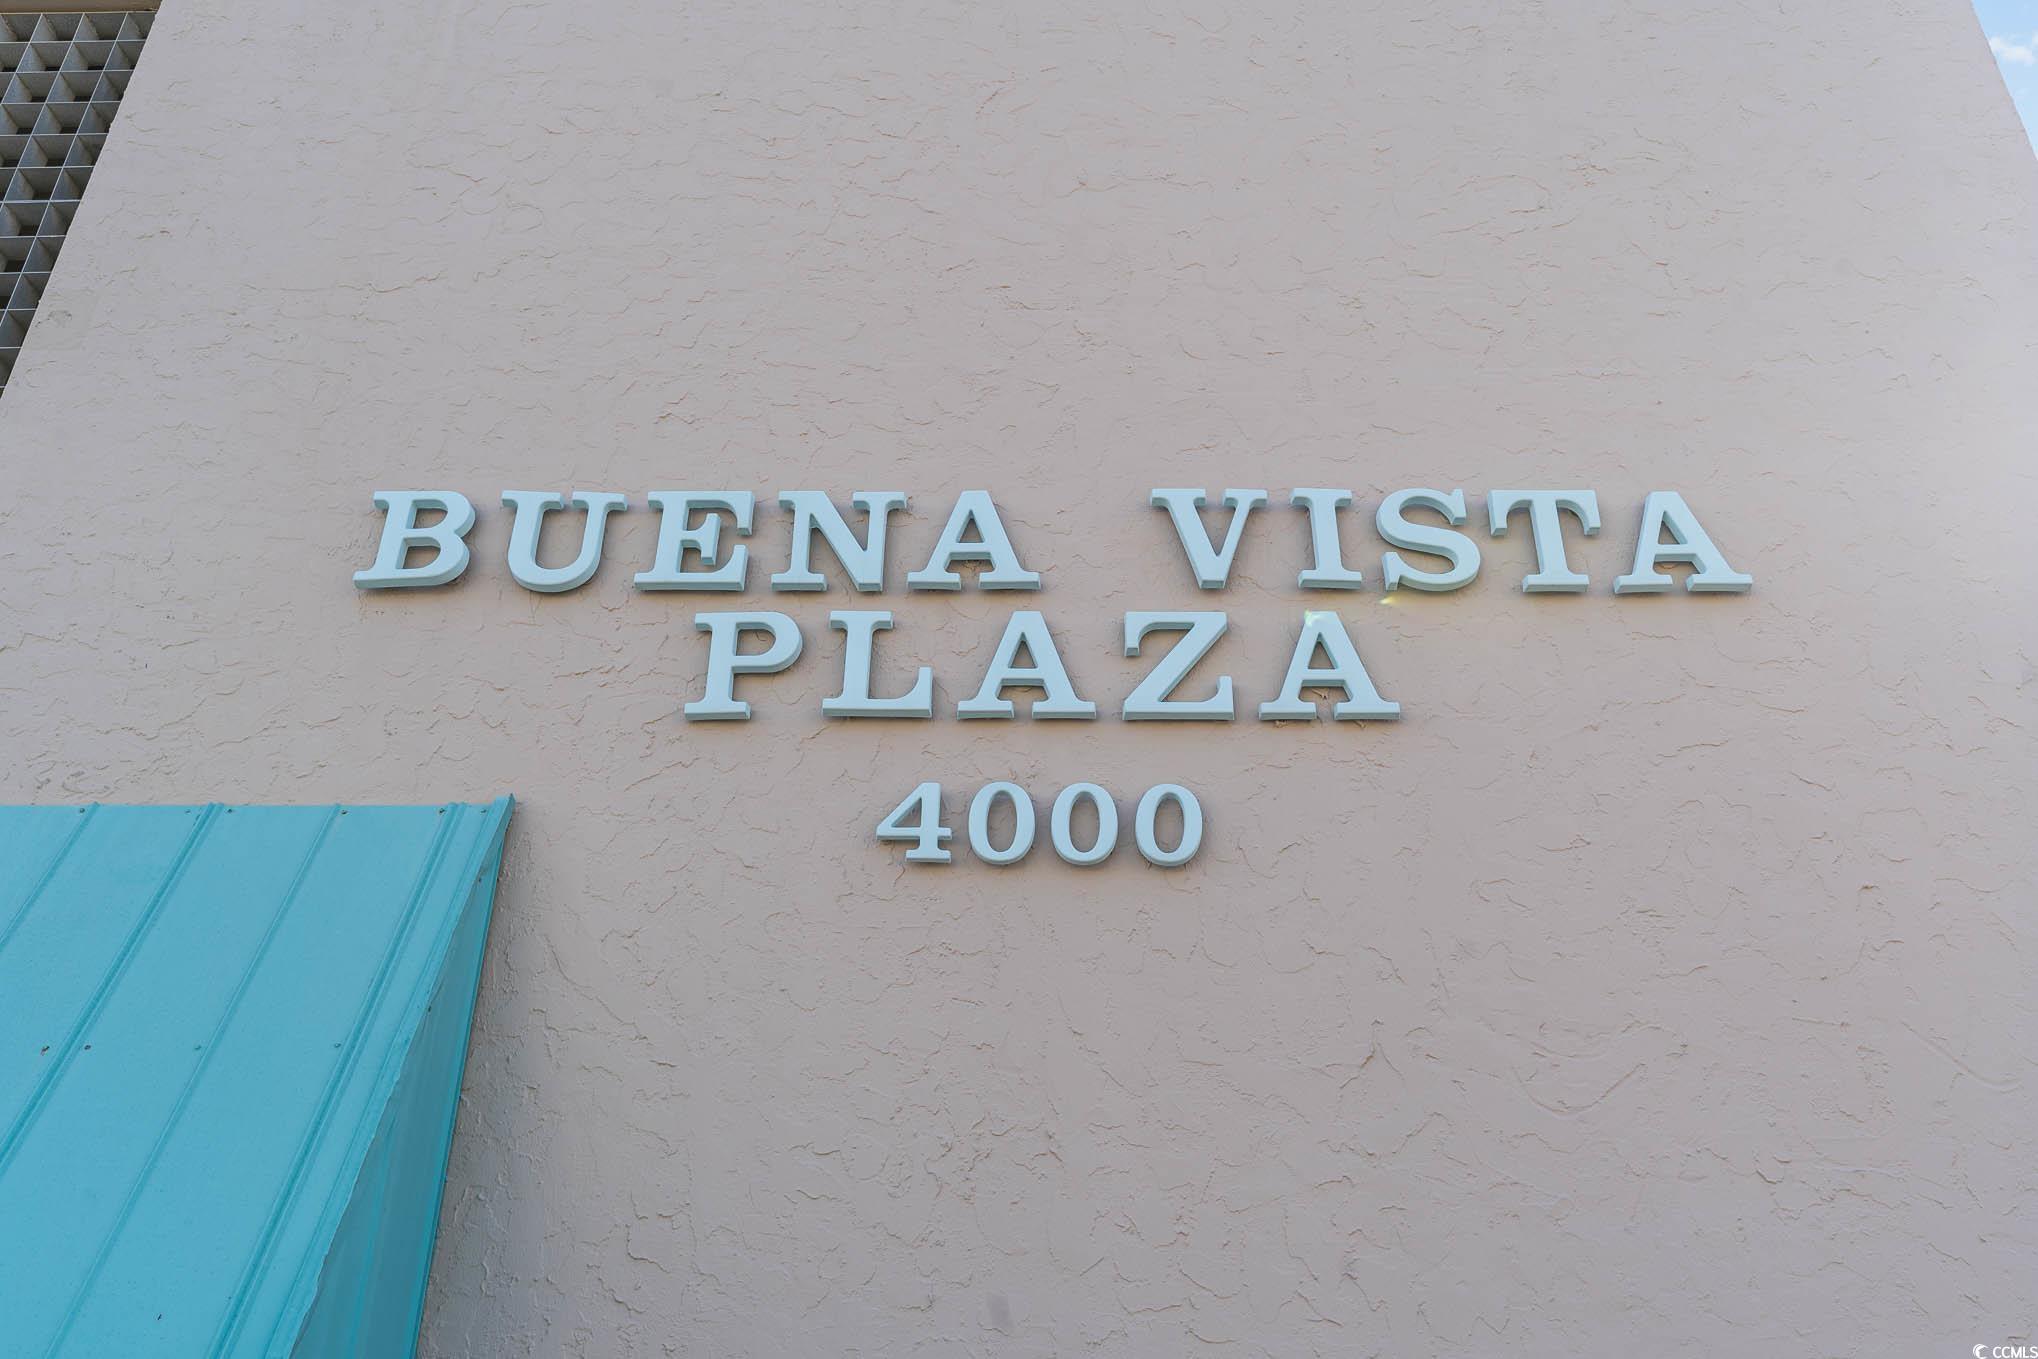 BUENA VISTA
PLAZA
4000
CCMLS